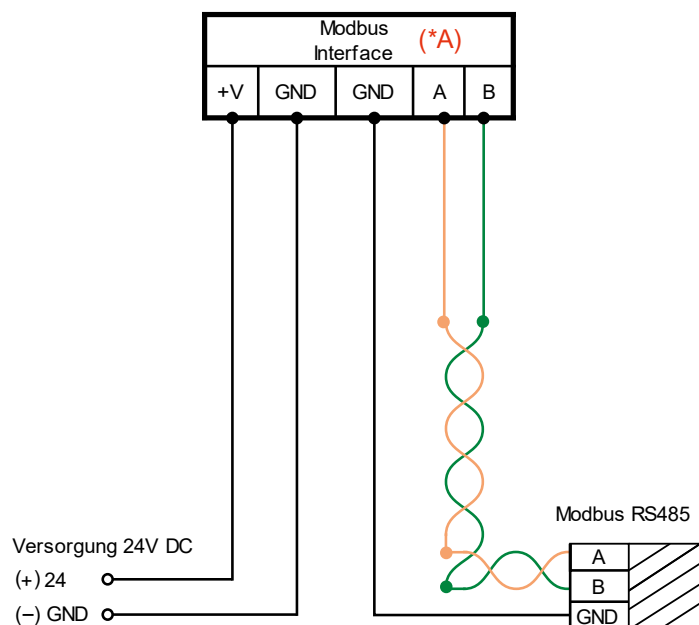 Modbus
Interface (*A)
+V GND GND A B
Modbus RS485
A
B
GND
Versorgung 24V DC
(+) 24
(−) GND